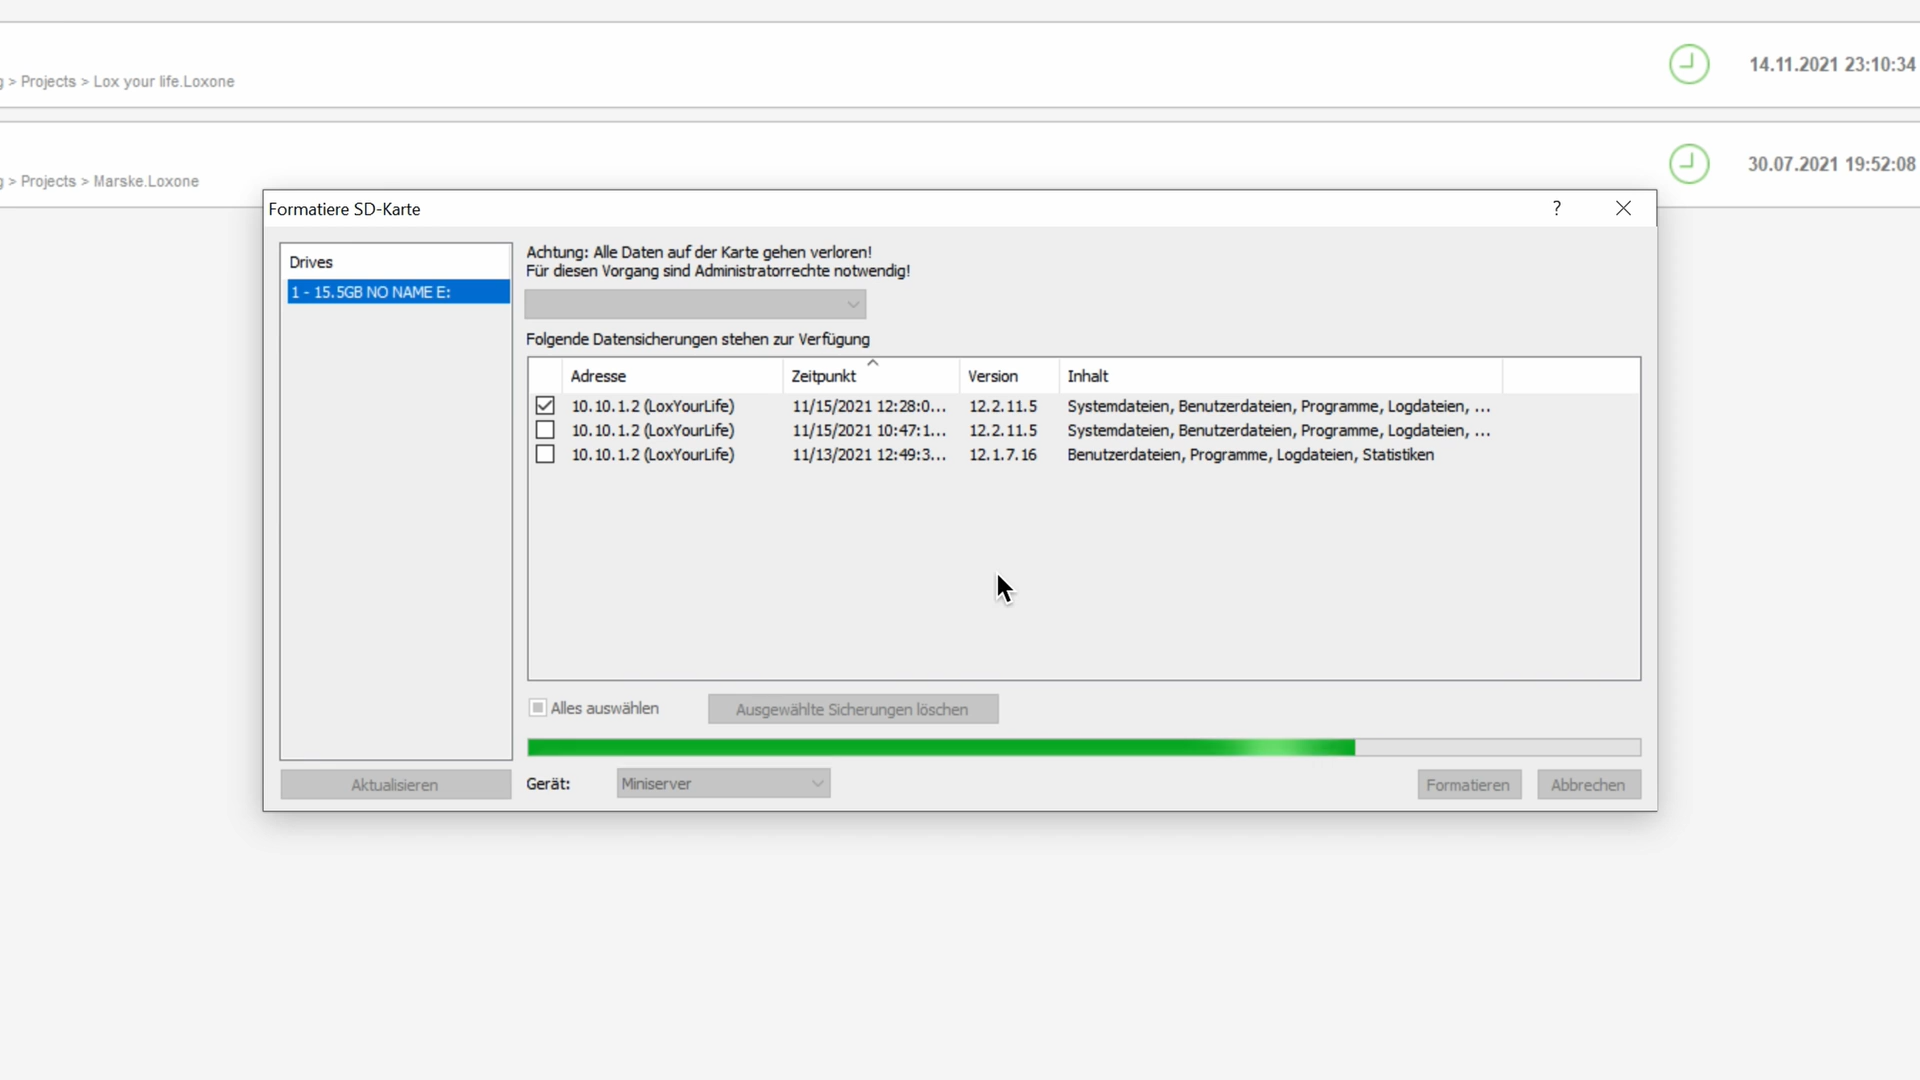 > Projects > Lox your life.Loxone
14.11.2021 23:10:34
> Projects > Marske.Loxone
30.07.2021 19:52:08
Formatiere SD-Karte
?
Drives
1 - 15.5GB NO NAME E:
Achtung: Alle Daten auf der Karte gehen verloren!
Für diesen Vorgang sind Administratorrechte notwendig!
Folgende Datensicherungen stehen zur Verfügung
Adresse Zeitpunkt Version Inhalt
10.10.1.2 (LoxYourLife) 11/15/2021 12:28:0... 12.2.11.5 Systemdateien, Benutzerdateien, Programme, Logdateien, ...
10.10.1.2 (LoxYourLife) 11/15/2021 10:47:1... 12.2.11.5 Systemdateien, Benutzerdateien, Programme, Logdateien, ...
10.10.1.2 (LoxYourLife) 11/13/2021 12:49:3... 12.1.7.16 Benutzerdateien, Programme, Logdateien, Statistiken
Alles auswählen Ausgewählte Sicherungen löschen
Aktualisieren Gerät: Miniserver Formatieren Abbrechen